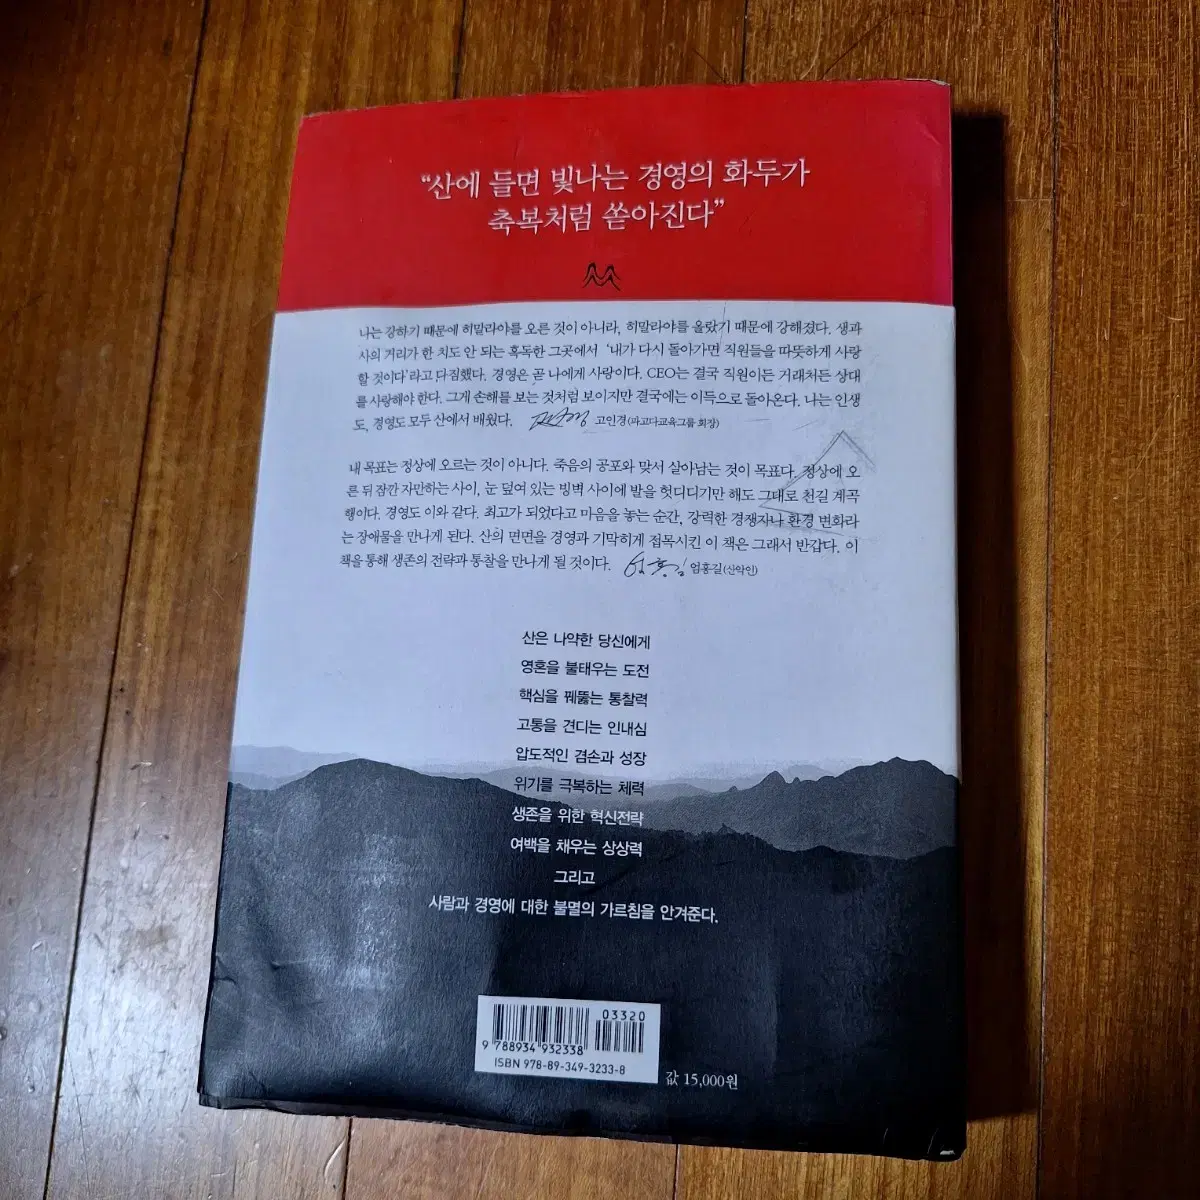 “산에 들면 빛나는 경영의 화두가
축복처럼 쏟아진다”
나는 강하기 때문에 히말라야를 오른 것이 아니라, 히말라야를 올랐기 때문에 강해졌다. 생과
사의 거리가 한 치도 안 되는 혹독한 그곳에서 ‘내가 다시 돌아가면 직원들을 따뜻하게 사랑
할 것이다’라고 다짐했다. 경영은 곧 나에게 사랑이다. CEO는 결국 직원이든 거래처든 상대
를 사랑해야 한다. 그게 손해를 보는 것처럼 보이지만 결국에는 이득으로 돌아온다. 나는 인생
도, 경영도 모두 산에서 배웠다. 고인경(파고다교육그룹 회장)
내 목표는 정상에 오르는 것이 아니다. 죽음의 공포와 맞서 살아남는 것이 목표다. 정상에 오
른 뒤 잠깐 자만하는 사이, 눈 덮여 있는 빙벽 사이에 발을 헛디디기만 해도 그대로 천길 계곡
행이다. 경영도 이와 같다. 최고가 되었다고 마음을 놓는 순간, 강력한 경쟁자나 환경 변화라
는 장애물을 만나게 된다. 산의 면면을 경영과 기막히게 접목시킨 이 책은 그래서 반갑다. 이
책을 통해 생존의 전략과 통찰을 만나게 될 것이다. 엄홍길 엄홍길(산악인)
산은 나약한 당신에게
영혼을 불태우는 도전
핵심을 꿰뚫는 통찰력
고통을 견디는 인내심
압도적인 겸손과 성장
위기를 극복하는 체력
생존을 위한 혁신전략
여백을 채우는 상상력
그리고
사람과 경영에 대한 불멸의 가르침을 안겨준다.
03320
9 788934 932338
ISBN 978-89-349-3233-8
값 15,000원